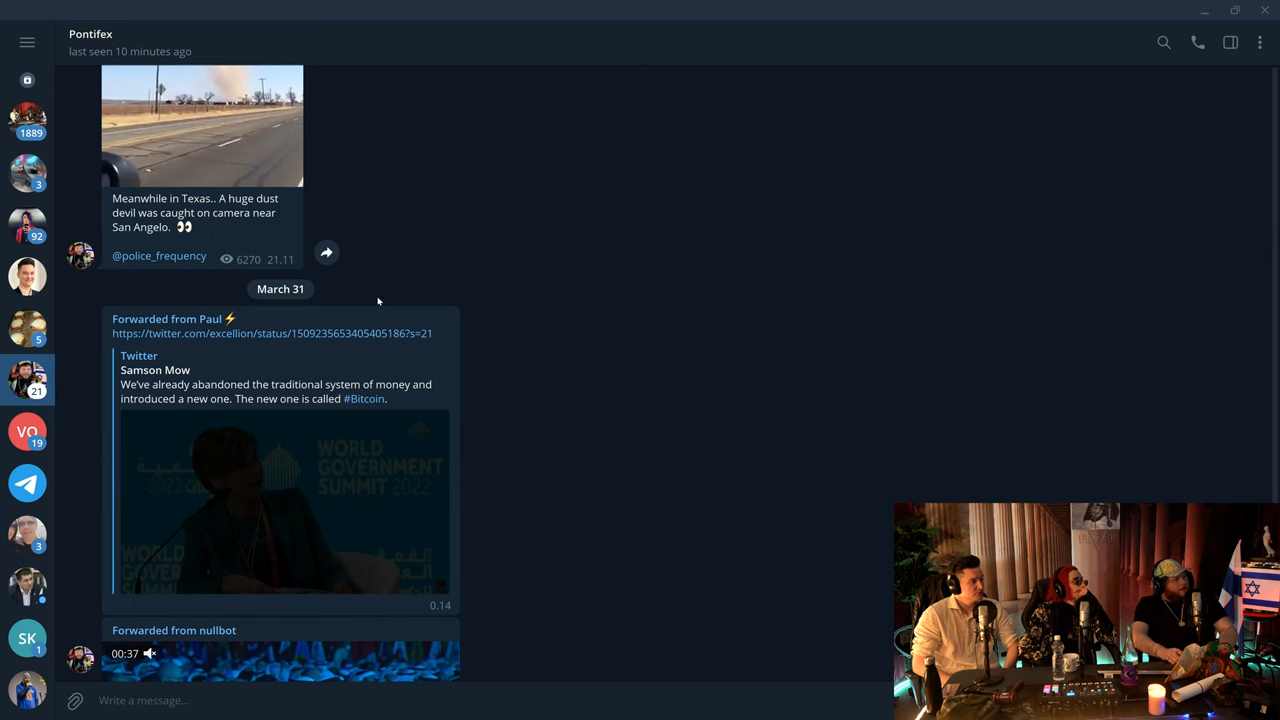 Pontifex
last seen 10 minutes ago
1889
3
92
5
21
VO
19
3
SK
1
Meanwhile in Texas.. A huge dust
devil was caught on camera near
San Angelo. 👀
@police_frequency
6270 21.11
March 31
Forwarded from Paul⚡
https://twitter.com/excellion/status/1509235653405405186?s=21
Twitter
Samson Mow
We've already abandoned the traditional system of money and
introduced a new one. The new one is called #Bitcoin.
WORLD
GOVERNMENT
SUMMIT 2022
القمة
0.14
Forwarded from nullbot
00:37
Write a message...